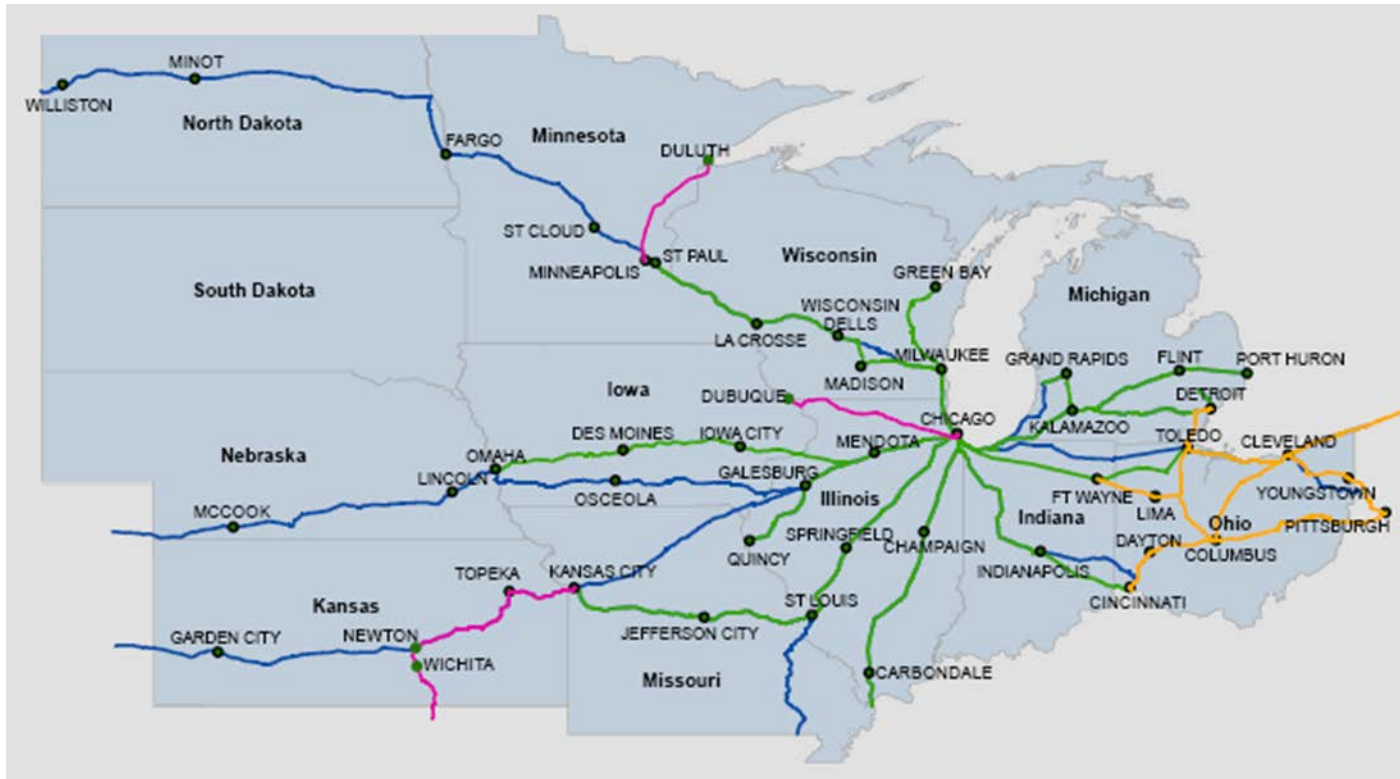 MINOT
WILLISTON
North Dakota
FARGO
Minnesota
DULUTH
ST CLOUD
ST PAUL
MINNEAPOLIS
Wisconsin
GREEN BAY
South Dakota
Michigan
WISCONSIN
DELLS
LA CROSSE
MILWAUKEE
MADISON
GRAND RAPIDS
FLINT
PORT HURON
Iowa
DUBUQUE
DETROIT
CHICAGO
KALAMAZOO
DES MOINES
IOWA CITY
MENDOTA
TOLEDO
CLEVELAND
Nebraska
OMAHA
LINCOLN
OSCEOLA
GALESBURG
Illinois
FT WAYNE
LIMA
YOUNGSTOWN
MCCOOK
Indiana
Ohio
PITTSBURGH
QUINCY
SPRINGFIELD
CHAMPAIGN
DAYTON
COLUMBUS
TOPEKA
KANSAS CITY
INDIANAPOLIS
Kansas
ST LOUIS
CINCINNATI
GARDEN CITY
NEWTON
JEFFERSON CITY
WICHITA
Missouri
CARBONDALE